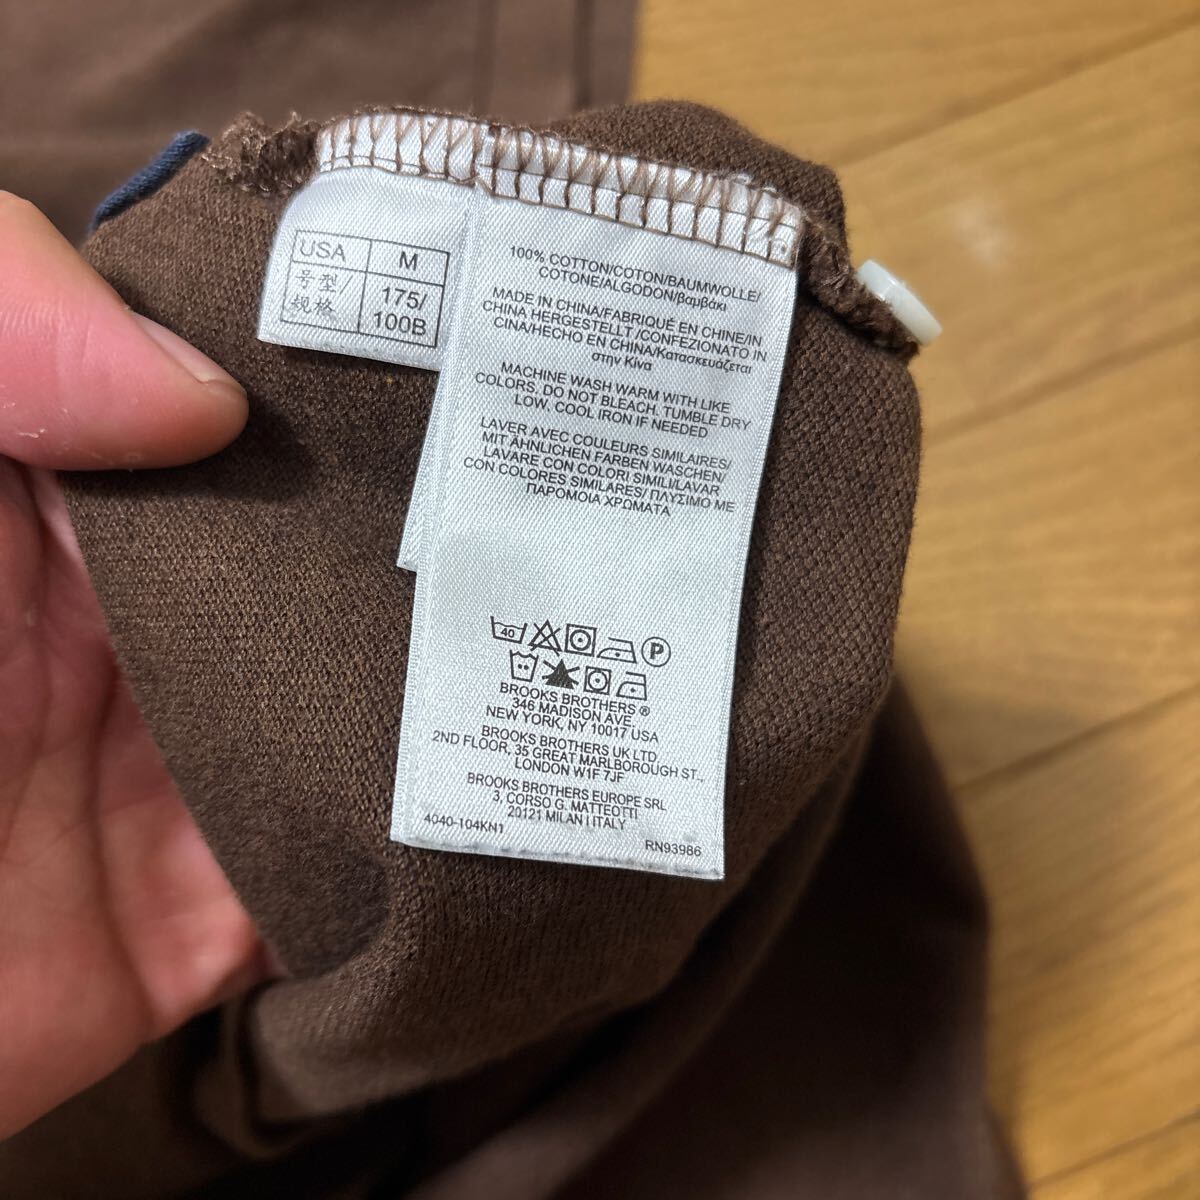 USA M
号型/ 175/
规格 100B
100% COTTON/COTON/BAUMWOLLE/
COTONE/ALGODON/βαμβάκι
MADE IN CHINA/FABRIQUÉ EN CHINE/IN
CHINA HERGESTELLT /CONFEZIONATO IN
CINA/HECHO EN CHINA/Κατασκευάζεται
στην Κίνα
MACHINE WASH WARM WITH LIKE
COLORS. DO NOT BLEACH. TUMBLE DRY
LOW, COOL IRON IF NEEDED
LAVER AVEC COULEURS SIMILAIRES/
MIT ÄHNLICHEN FARBEN WASCHEN/
LAVARE CON COLORI SIMILI/LAVAR
CON COLORES SIMILARES/ ΠΛΥΣΙΜΟ ΜΕ
ΠΑΡΟΜΟΙΑ ΧΡΩΜΑΤΑ
40 P
BROOKS BROTHERS ®
346 MADISON AVE.
NEW YORK, NY 10017 USA
BROOKS BROTHERS UK LTD.
2ND FLOOR, 35 GREAT MARLBOROUGH ST.,
LONDON W1F 7JF
BROOKS BROTHERS EUROPE SRL
3, CORSO G. MATTEOTTI
20121 MILAN I ITALY
4040-104KN1
RN93986